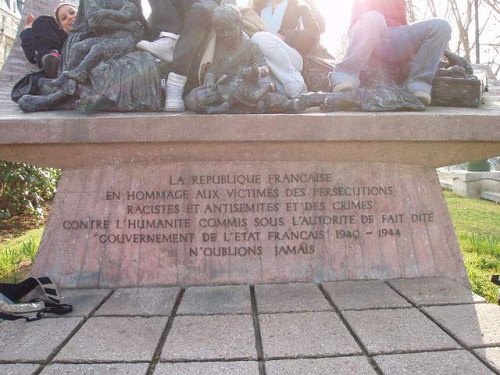 LA REPUBLIQUE FRANÇAISE
EN HOMMAGE AUX VICTIMES DES PERSECUTIONS
RACISTES ET ANTISEMITES ET DES CRIMES
CONTRE L'HUMANITE COMMIS SOUS L'AUTORITE DE FAIT DITE
"GOUVERNEMENT DE L'ETAT FRANÇAIS" 1940 - 1944
N'OUBLIONS JAMAIS